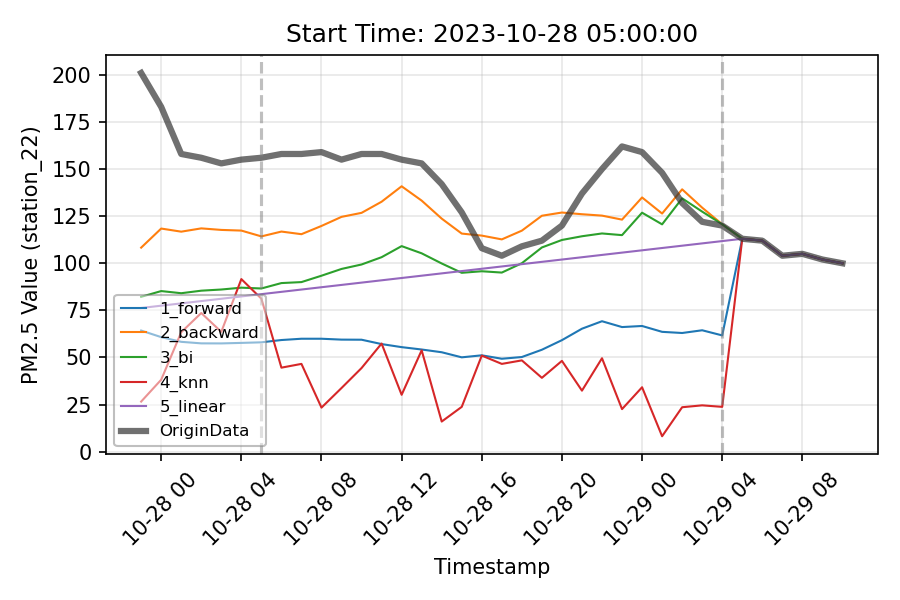 Start Time: 2023-10-28 05:00:00
PM2.5 Value (station_22)
200
175
150
125
100
75
50
25
0
1_forward
2_backward
3_bi
4_knn
5_linear
OriginData
10-28 00
10-28 04
10-28 08
10-28 12
10-28 16
10-28 20
10-29 00
10-29 04
10-29 08
Timestamp